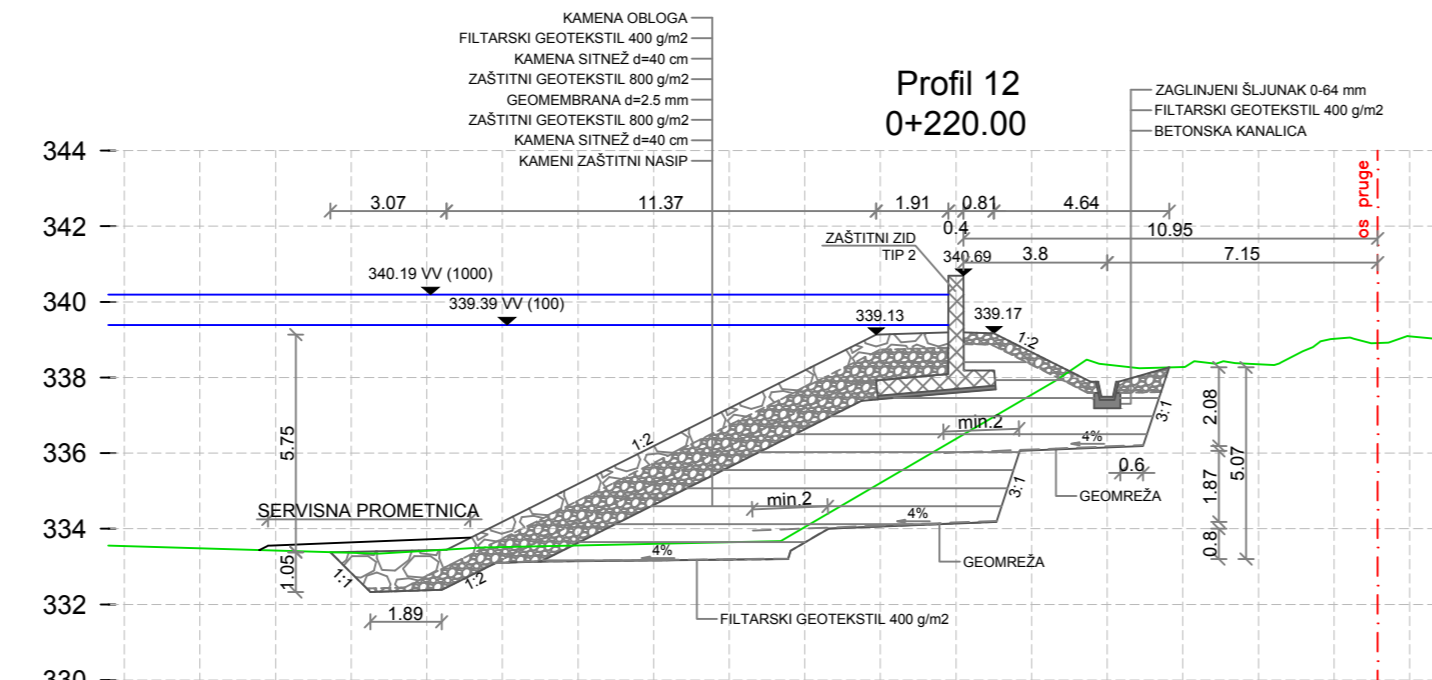 KAMENA OBLOGA
FILTARSKI GEOTEKSTIL 400 g/m2
KAMENA SITNEŽ d=40 cm
ZAŠTITNI GEOTEKSTIL 800 g/m2
GEOMEMBRANA d=2.5 mm
ZAŠTITNI GEOTEKSTIL 800 g/m2
KAMENA SITNEŽ d=40 cm
KAMENI ZAŠTITNI NASIP
Profil 12
0+220.00
ZAGLINJENI ŠLJUNAK 0-64 mm
FILTARSKI GEOTEKSTIL 400 g/m2
BETONSKA KANALICA
344
342
340
338
336
334
332
330
os pruge
3.07
11.37
1.91
0.81
4.64
0.4
10.95
3.8
7.15
ZAŠTITNI ZID
TIP 2
340.69
340.19 VV (1000)
339.39 VV (100)
339.13
339.17
1:2
1:2
5.75
min.2
4%
3:1
2.08
5.07
1.87
0.8
0.6
GEOMREŽA
SERVISNA PROMETNICA
min.2
4%
3:1
GEOMREŽA
4%
1.05
1:1
1:2
1.89
FILTARSKI GEOTEKSTIL 400 g/m2